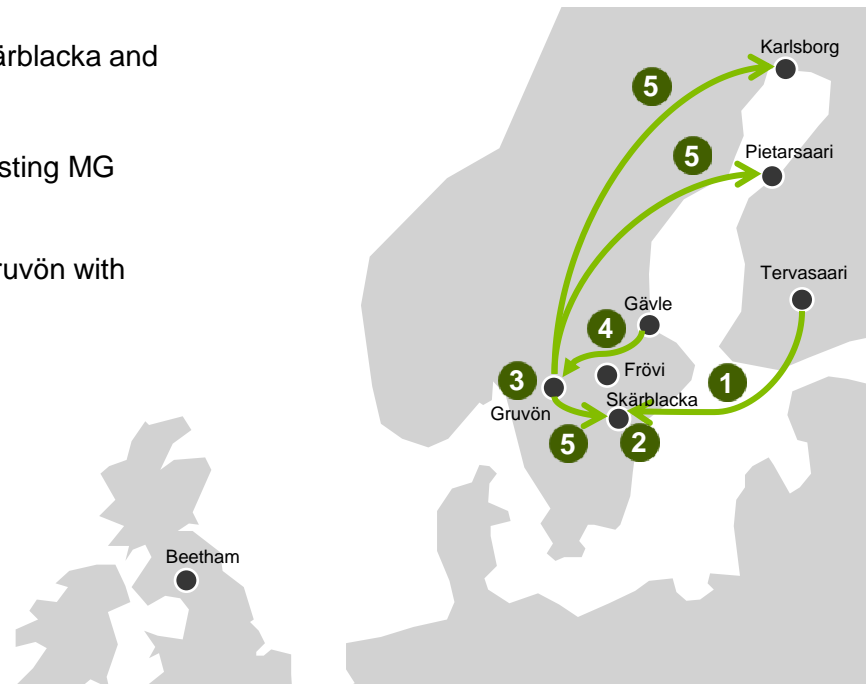 ärblacka and
sting MG
ruvön with
Karlsborg
5
Pietarsaari
5
Tervasaari
Gävle
4
Frövi
3
1
Skärblacka
Gruvön
5
2
Beetham